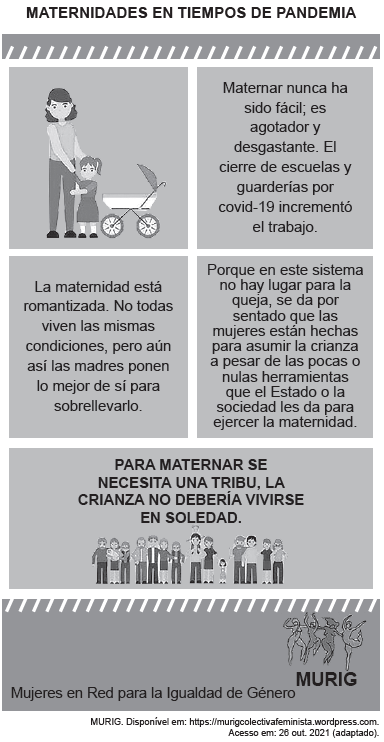 MATERNIDADES EN TIEMPOS DE PANDEMIA
Maternar nunca ha
sido fácil; es
agotador y
desgastante. El
cierre de escuelas y
guarderías por
covid-19 incrementó
el trabajo.
La maternidad está
romantizada. No todas
viven las mismas
condiciones, pero aún
así las madres ponen
lo mejor de sí para
sobrellevarlo.
Porque en este sistema
no hay lugar para la
queja, se da por
sentado que las
mujeres están hechas
para asumir la crianza
a pesar de las pocas o
nulas herramientas
que el Estado o la
sociedad les da para
ejercer la maternidad.
PARA MATERNAR SE
NECESITA UNA TRIBU, LA
CRIANZA NO DEBERÍA VIVIRSE
EN SOLEDAD.
MURIG
Mujeres en Red para la Igualdad de Género
MURIG. Disponível em: https://murigcolectivafeminista.wordpress.com.
Acesso em: 26 out. 2021 (adaptado).